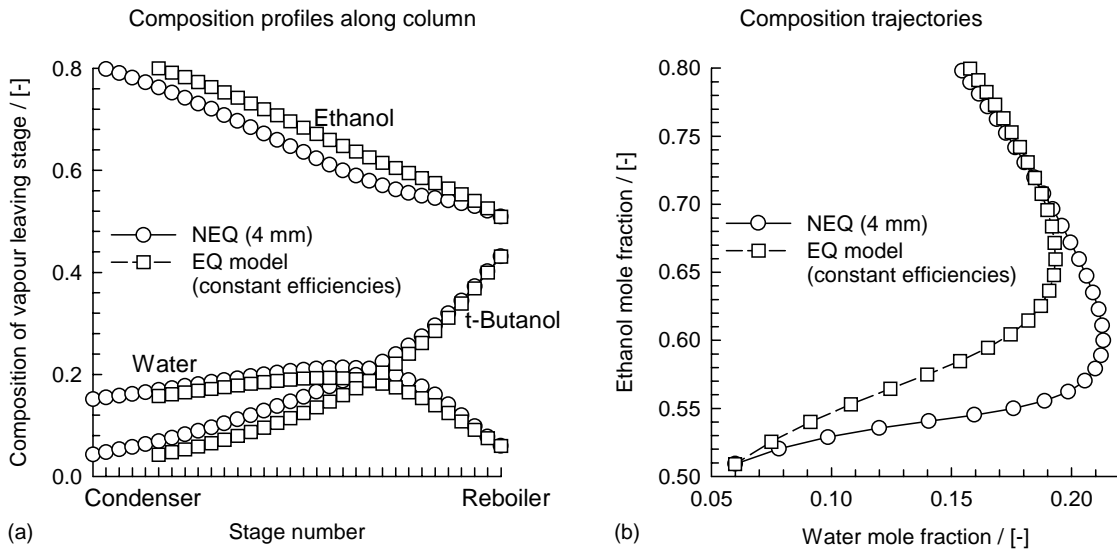 Composition profiles along column
0.8
0.6
0.4
0.2
0.0
Composition of vapour leaving stage / [-]
Ethanol
NEQ (4 mm)
EQ model
(constant efficiencies)
t-Butanol
Water
Condenser
Reboiler
(a)
Stage number
Composition trajectories
0.80
0.75
0.70
0.65
0.60
0.55
0.50
Ethanol mole fraction / [-]
NEQ (4 mm)
EQ model
(constant efficiencies)
0.05
0.10
0.15
0.20
(b)
Water mole fraction / [-]